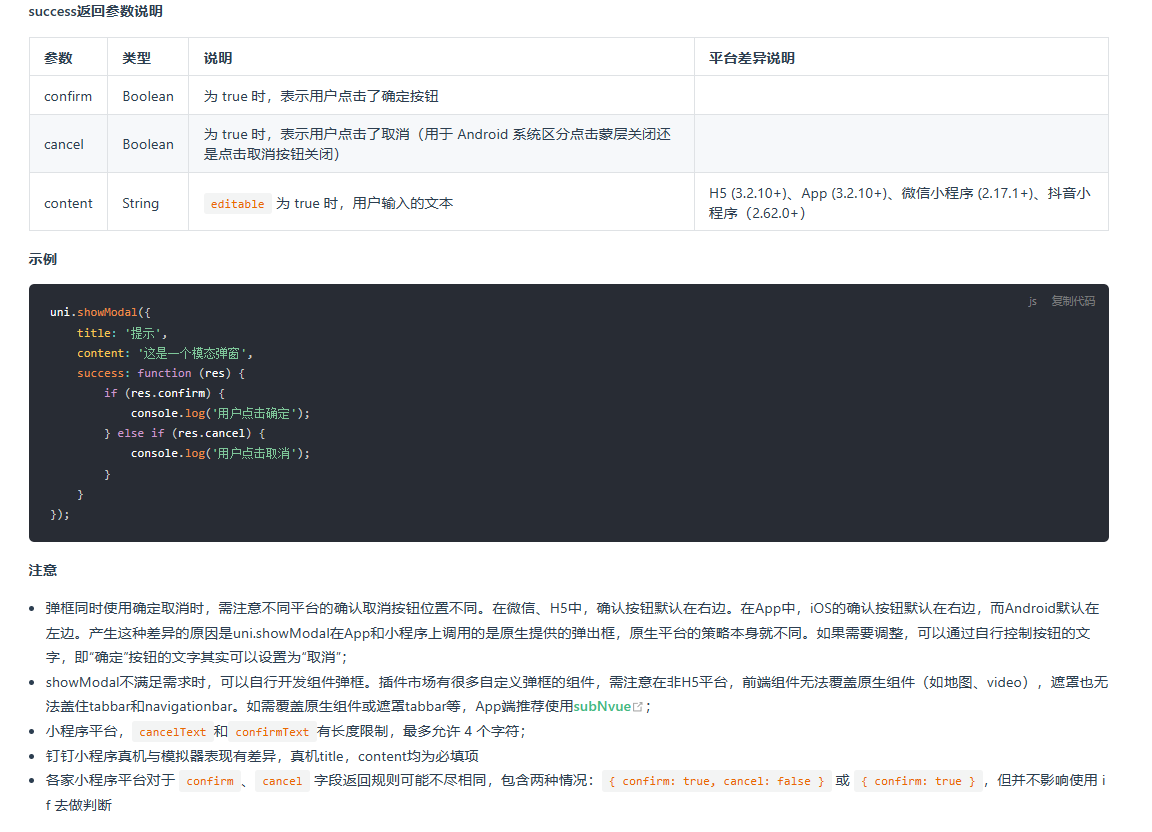 success返回参数说明
参数 类型 说明 平台差异说明
confirm Boolean 为 true 时，表示用户点击了确定按钮
cancel Boolean 为 true 时，表示用户点击了取消（用于 Android 系统区分点击蒙层关闭还
是点击取消按钮关闭）
content String editable 为 true 时，用户输入的文本 H5 (3.2.10+)、App (3.2.10+)、微信小程序 (2.17.1+)、抖音小
程序（2.62.0+）
示例
js 复制代码
uni.showModal({
title: '提示',
content: '这是一个模态弹窗',
success: function (res) {
if (res.confirm) {
console.log('用户点击确定');
} else if (res.cancel) {
console.log('用户点击取消');
}
}
});
注意
• 弹框同时使用确定取消时，需注意不同平台的确认取消按钮位置不同。在微信、H5中，确认按钮默认在右边。在App中，iOS的确认按钮默认在右边，而Android默认在
左边。产生这种差异的原因是uni.showModal在App和小程序上调用的是原生提供的弹出框，原生平台的策略本身就不同。如果需要调整，可以通过自行控制按钮的文
字，即“确定”按钮的文字其实可以设置为“取消”；
• showModal不满足需求时，可以自行开发组件弹框。插件市场有很多自定义弹框的组件，需注意在非H5平台，前端组件无法覆盖原生组件（如地图、video），遮罩也无
法盖住tabbar和navigationbar。如需覆盖原生组件或遮罩tabbar等，App端推荐使用subNvue；
• 小程序平台，cancelText 和 confirmText 有长度限制，最多允许 4 个字符；
• 钉钉小程序真机与模拟器表现有差异，真机title，content均为必填项
• 各家小程序平台对于 confirm 、 cancel 字段返回规则可能不尽相同，包含两种情况： { confirm: true, cancel: false } 或 { confirm: true } ，但并不影响使用 i
f 去做判断